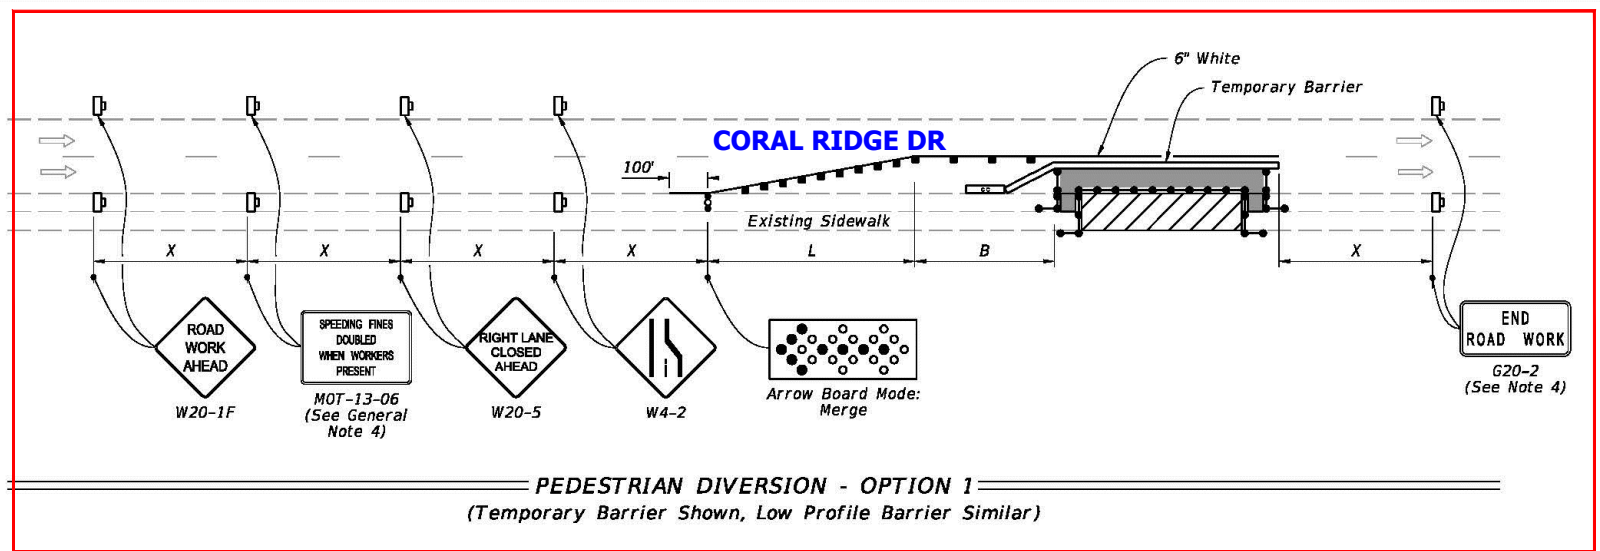 6" White
Temporary Barrier
CORAL RIDGE DR
100'
Existing Sidewalk
X
X
X
X
L
B
X
ROAD
WORK
AHEAD
W20-1F
SPEEDING FINES
DOUBLED
WHEN WORKERS
PRESENT
MOT-13-06
(See General
Note 4)
RIGHT LANE
CLOSED
AHEAD
W20-5
W4-2
Arrow Board Mode:
Merge
END
ROAD WORK
G20-2
(See Note 4)
PEDESTRIAN DIVERSION - OPTION 1
(Temporary Barrier Shown, Low Profile Barrier Similar)